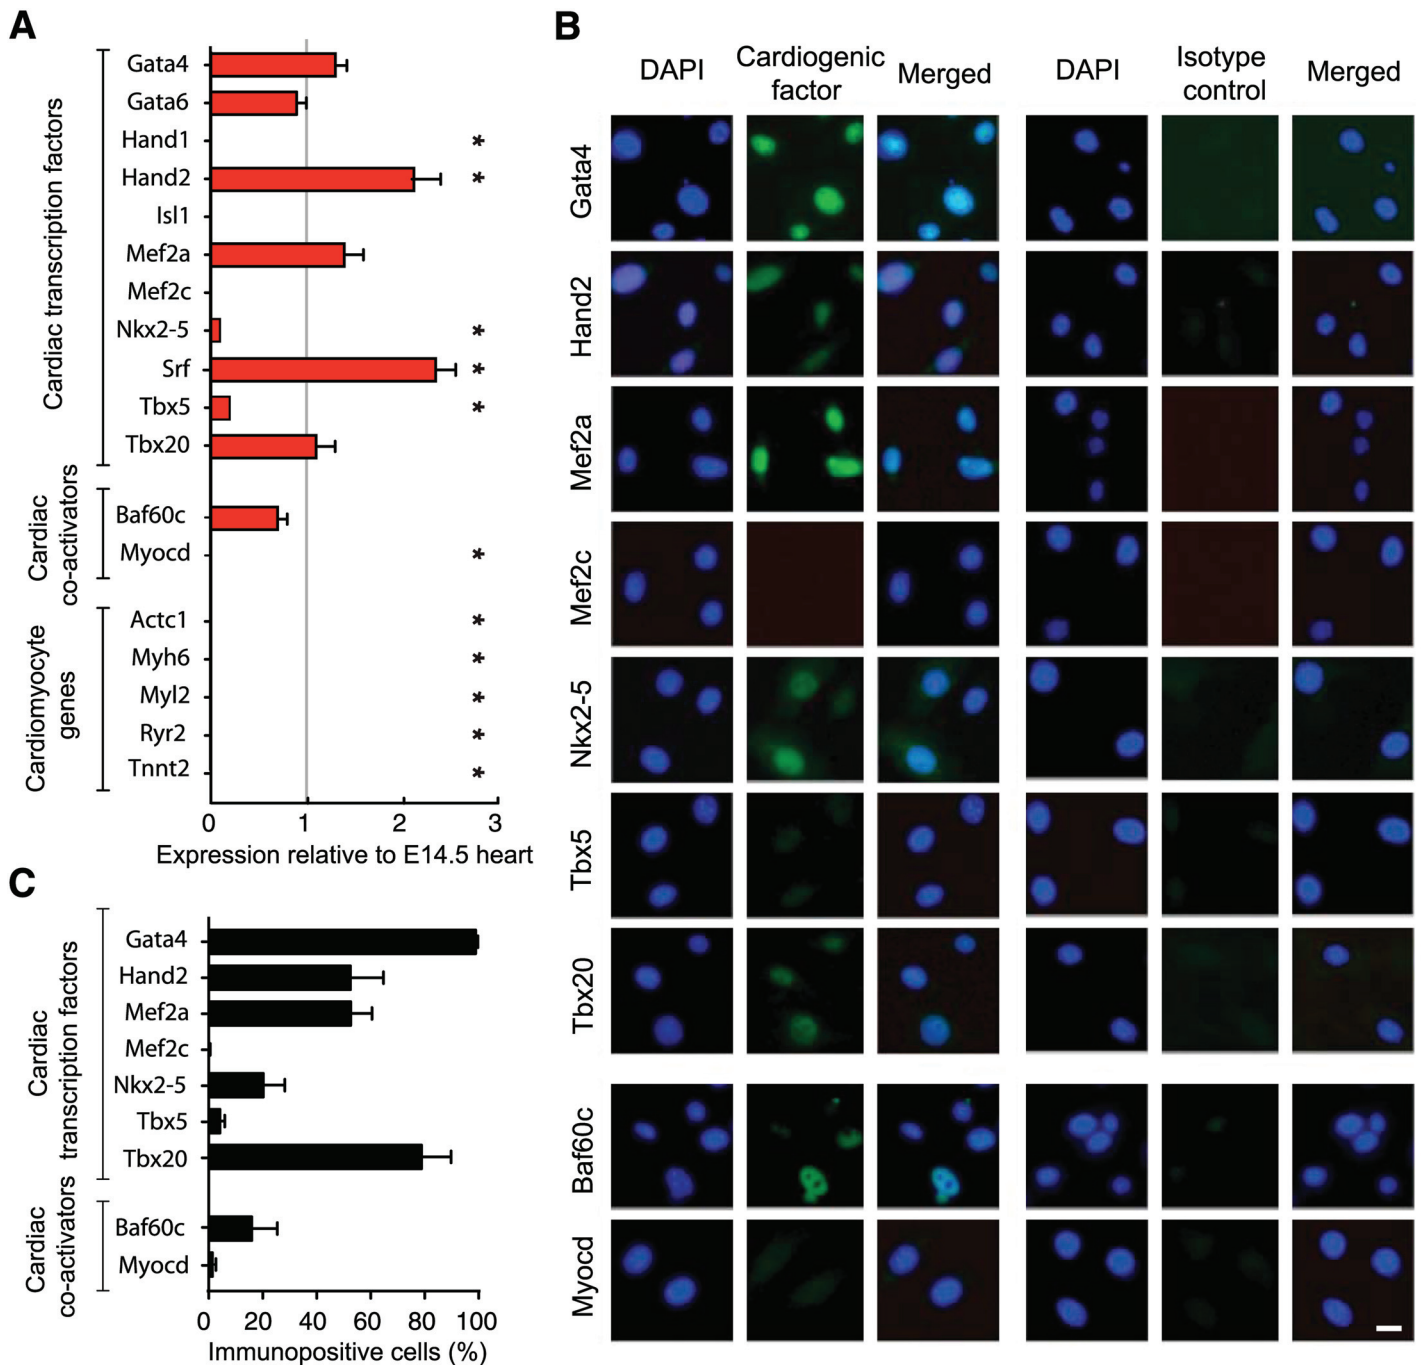 A
Cardiac transcription factors
Gata4
Gata6
Hand1
*
Hand2
*
Isl1
Mef2a
Mef2c
Nkx2-5
*
Srf
*
Tbx5
*
Tbx20
Cardiac
co-activators
Baf60c
Myocd
*
Cardiomyocyte
genes
Actc1
*
Myh6
*
Myl2
*
Ryr2
*
Tnnt2
*
0 1 2 3
Expression relative to E14.5 heart
B
DAPI
Cardiogenic
factor
Merged
DAPI
Isotype
control
Merged
Gata4
Hand2
Mef2a
Mef2c
Nkx2-5
Tbx5
Tbx20
Baf60c
Myocd
C
Cardiac
transcription factors
Gata4
Hand2
Mef2a
Mef2c
Nkx2-5
Tbx5
Tbx20
Cardiac
co-activators
Baf60c
Myocd
0 20 40 60 80 100
Immunopositive cells (%)